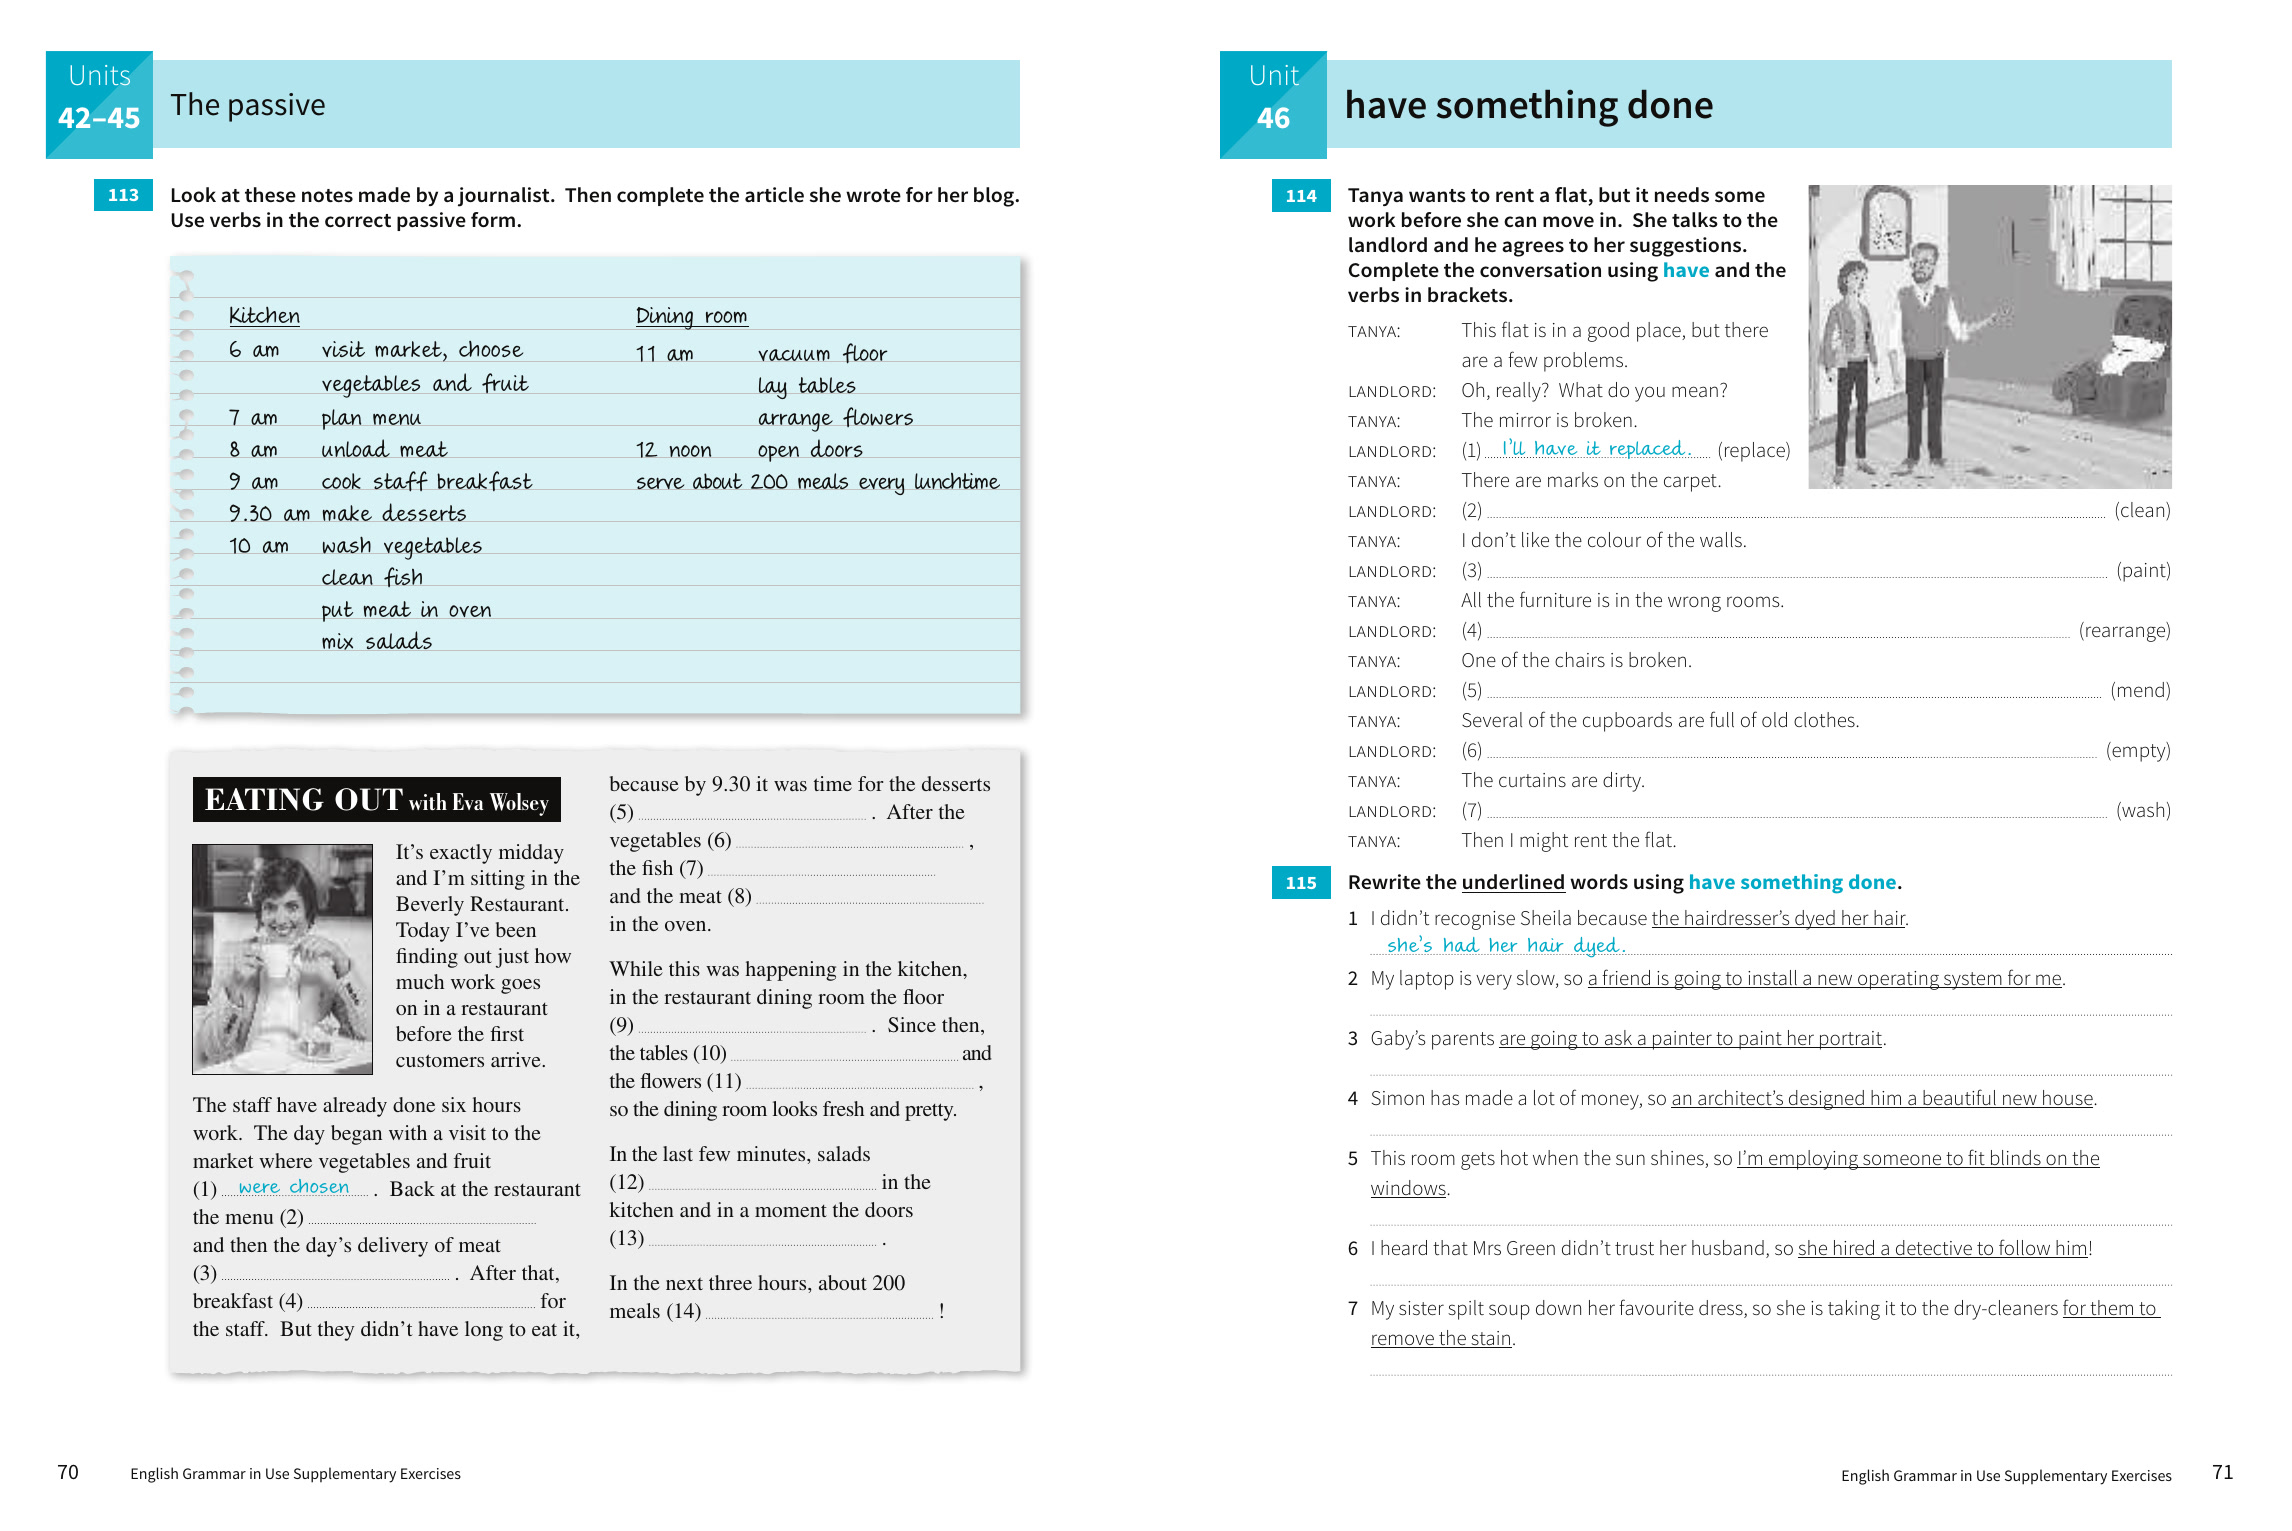 Units
42–45
The passive
113
Look at these notes made by a journalist.  Then complete the article she wrote for her blog.
Use verbs in the correct passive form.
Kitchen
6 am visit market, choose
vegetables and fruit
7 am plan menu
8 am unload meat
9 am cook staff breakfast
9.30 am make desserts
10 am wash vegetables
clean fish
put meat in oven
mix salads
Dining room
11 am vacuum floor
lay tables
arrange flowers
12 noon open doors
serve about 200 meals every lunchtime
EATING OUT with Eva Wolsey
It’s exactly midday
and I’m sitting in the
Beverly Restaurant.
Today I’ve been
finding out just how
much work goes
on in a restaurant
before the first
customers arrive.
The staff have already done six hours
work.  The day began with a visit to the
market where vegetables and fruit
(1) were chosen .  Back at the restaurant
the menu (2)
and then the day’s delivery of meat
(3) .  After that,
breakfast (4) for
the staff.  But they didn’t have long to eat it,
because by 9.30 it was time for the desserts
(5) .  After the
vegetables (6) ,
the fish (7)
and the meat (8)
in the oven.
While this was happening in the kitchen,
in the restaurant dining room the floor
(9) .  Since then,
the tables (10) and
the flowers (11) ,
so the dining room looks fresh and pretty.
In the last few minutes, salads
(12) in the
kitchen and in a moment the doors
(13) .
In the next three hours, about 200
meals (14) !
70 English Grammar in Use Supplementary Exercises
Unit
46
have something done
114
Tanya wants to rent a flat, but it needs some
work before she can move in.  She talks to the
landlord and he agrees to her suggestions.
Complete the conversation using have and the
verbs in brackets.
TANYA: This flat is in a good place, but there
are a few problems.
LANDLORD: Oh, really?  What do you mean?
TANYA: The mirror is broken.
LANDLORD: (1) I’ll have it replaced. (replace)
TANYA: There are marks on the carpet.
LANDLORD: (2) (clean)
TANYA: I don’t like the colour of the walls.
LANDLORD: (3) (paint)
TANYA: All the furniture is in the wrong rooms.
LANDLORD: (4) (rearrange)
TANYA: One of the chairs is broken.
LANDLORD: (5) (mend)
TANYA: Several of the cupboards are full of old clothes.
LANDLORD: (6) (empty)
TANYA: The curtains are dirty.
LANDLORD: (7) (wash)
TANYA: Then I might rent the flat.
115
Rewrite the underlined words using have something done.
1 I didn’t recognise Sheila because the hairdresser’s dyed her hair.
she’s had her hair dyed.
2 My laptop is very slow, so a friend is going to install a new operating system for me.
3 Gaby’s parents are going to ask a painter to paint her portrait.
4 Simon has made a lot of money, so an architect’s designed him a beautiful new house.
5 This room gets hot when the sun shines, so I’m employing someone to fit blinds on the
windows.
6 I heard that Mrs Green didn’t trust her husband, so she hired a detective to follow him!
7 My sister spilt soup down her favourite dress, so she is taking it to the dry-cleaners for them to
remove the stain.
English Grammar in Use Supplementary Exercises 71